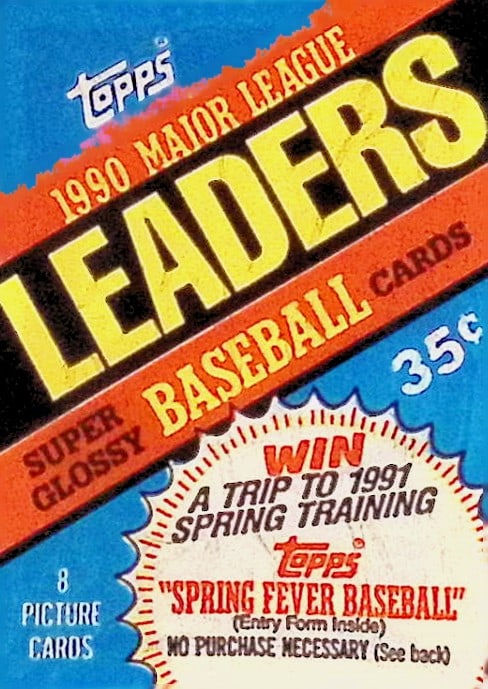 TOPPS®
1990 MAJOR LEAGUE
LEADERS
SUPER
GLOSSY
BASEBALL
CARDS
35¢
WIN
A TRIP TO 1991
SPRING TRAINING
TOPPS®
"SPRING FEVER BASEBALL"
(Entry Form Inside)
NO PURCHASE NECESSARY (See back)
8
PICTURE
CARDS